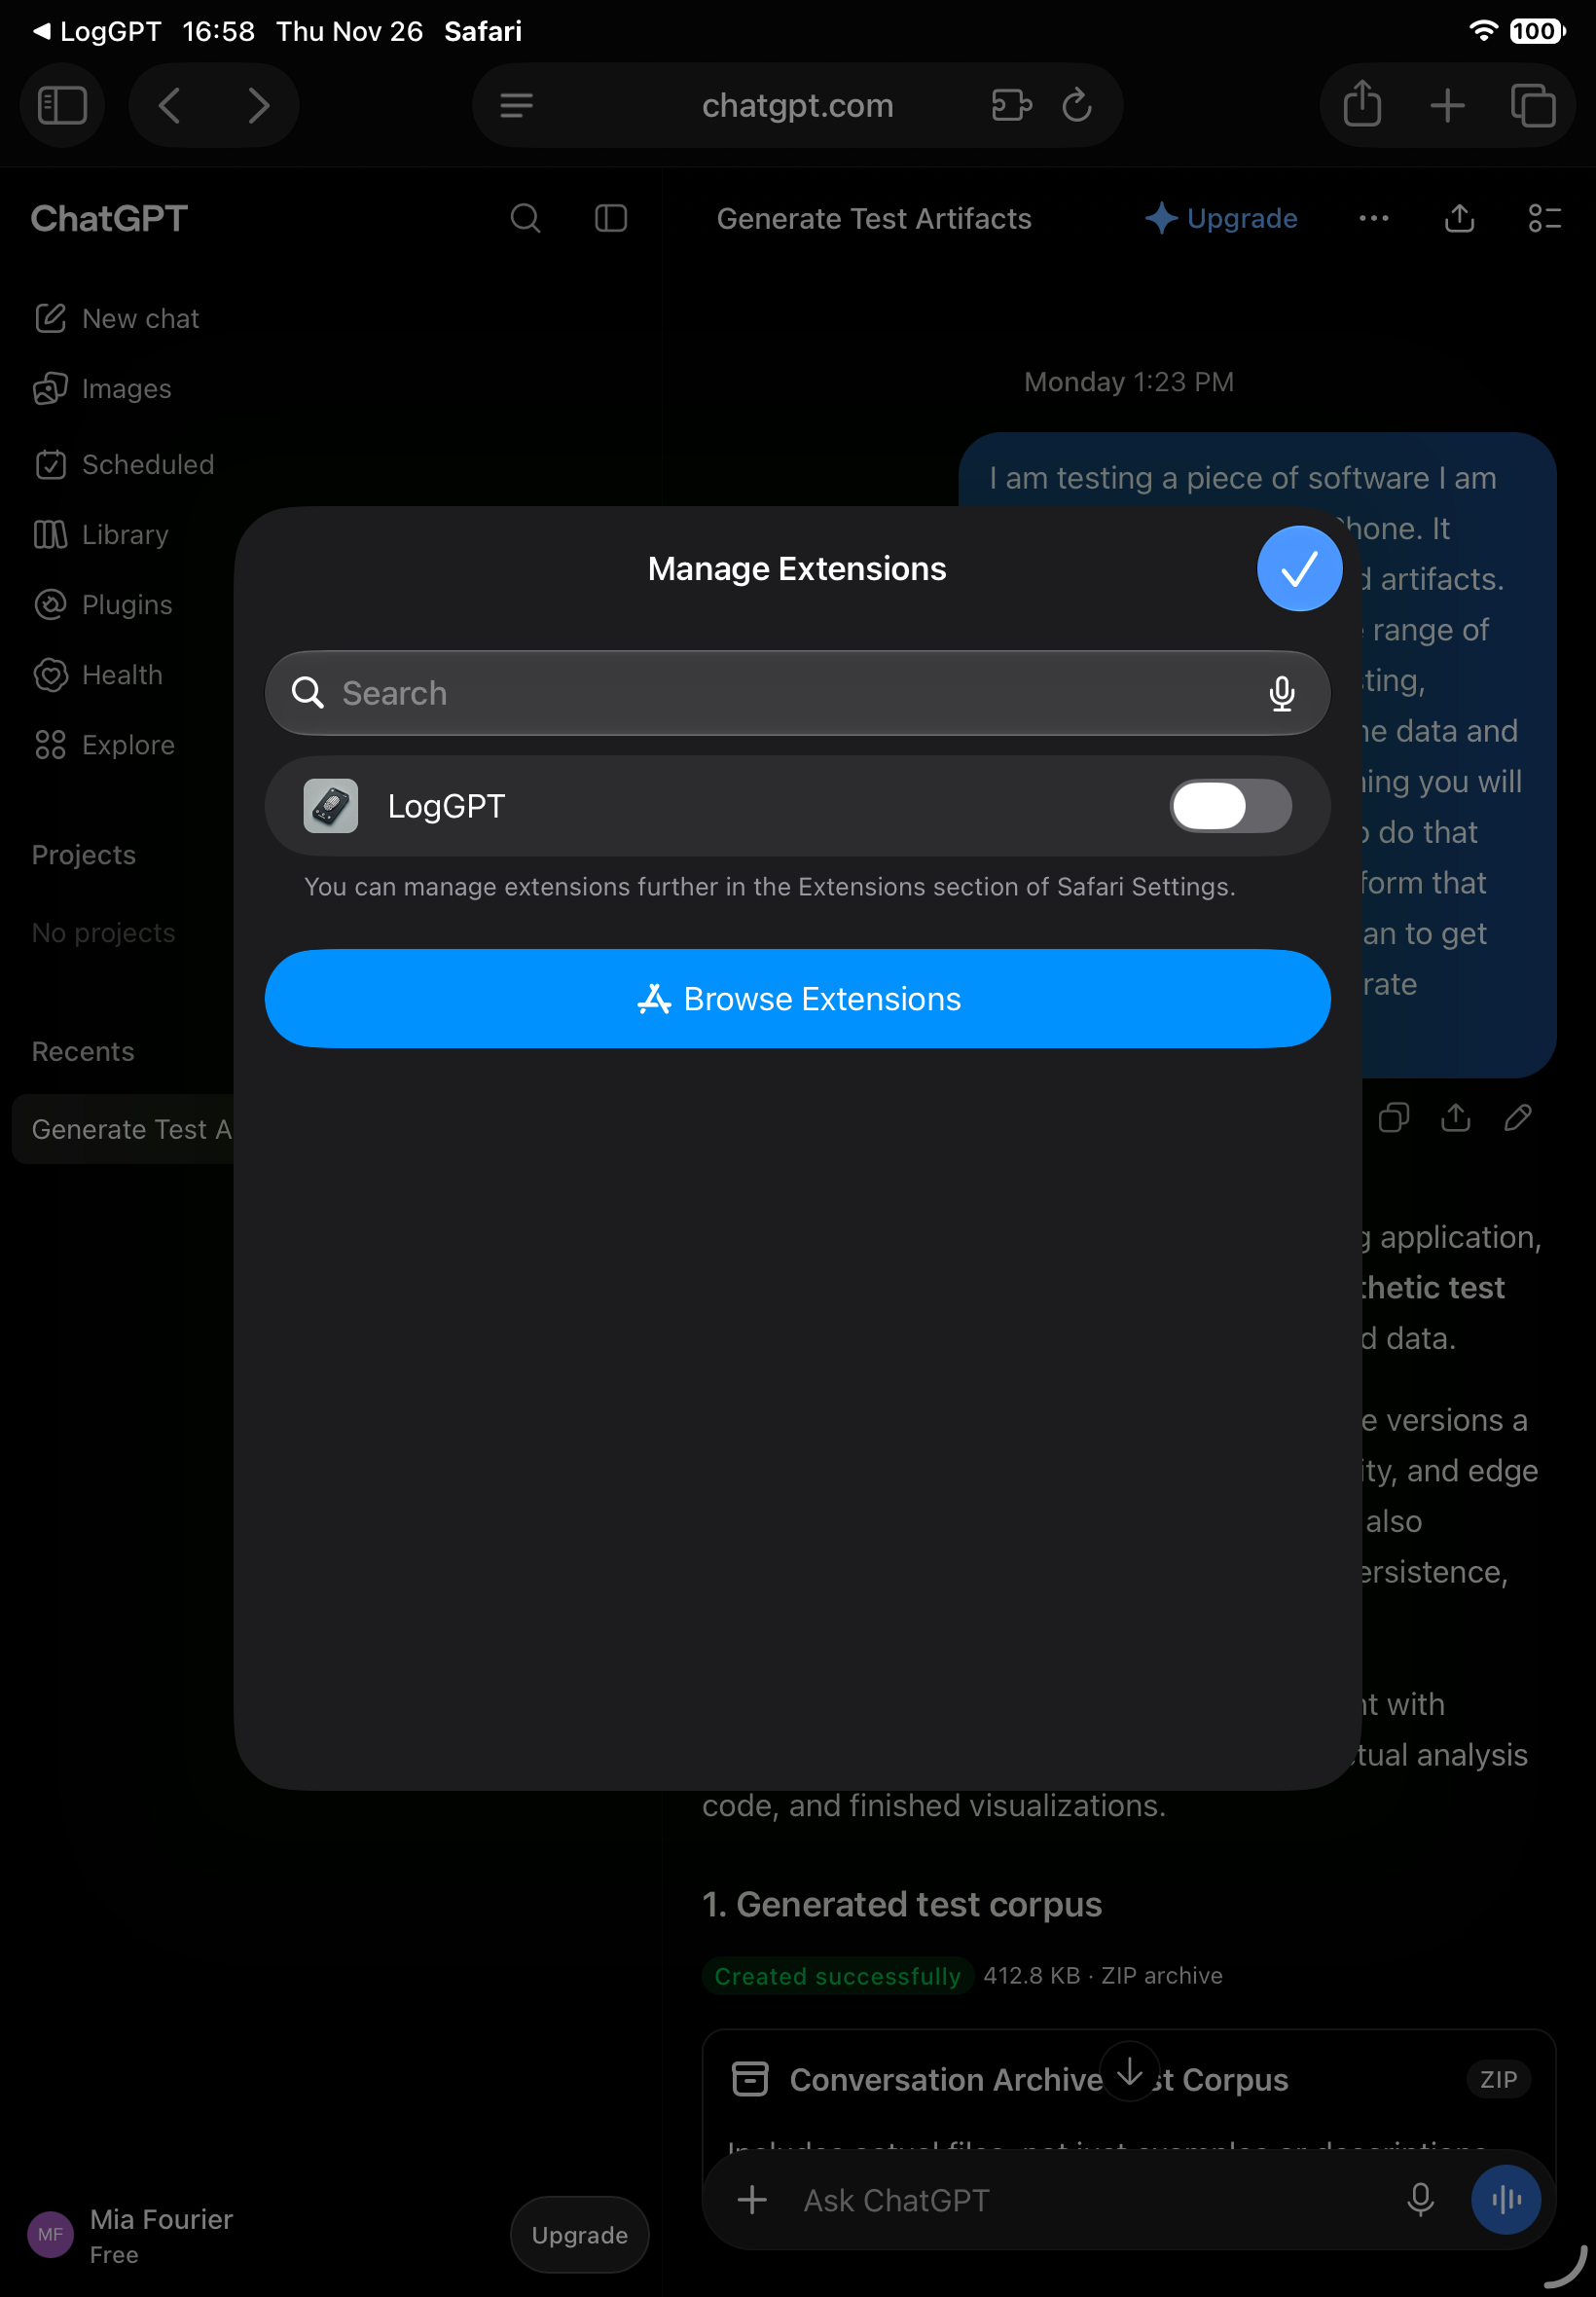 LogGPT 16:58 Thu Nov 26 Safari
100
chatgpt.com
ChatGPT
New chat
Images
Scheduled
Library
Plugins
Health
Explore
Projects
No projects
Recents
Generate Test A
Mia Fourier
Free
MF
Upgrade
Generate Test Artifacts
Upgrade
Monday 1:23 PM
I am testing a piece of software I am
hone. It
artifacts.
range of
ting,
data and
ing you will
do that
form that
an to get
rate
Manage Extensions
Search
LogGPT
You can manage extensions further in the Extensions section of Safari Settings.
Browse Extensions
application,
thetic test
data.
versions a
ity, and edge
also
ersistence,
with
tual analysis
code, and finished visualizations.
1. Generated test corpus
Created successfully 412.8 KB · ZIP archive
Conversation Archive st Corpus
ZIP
Ask ChatGPT